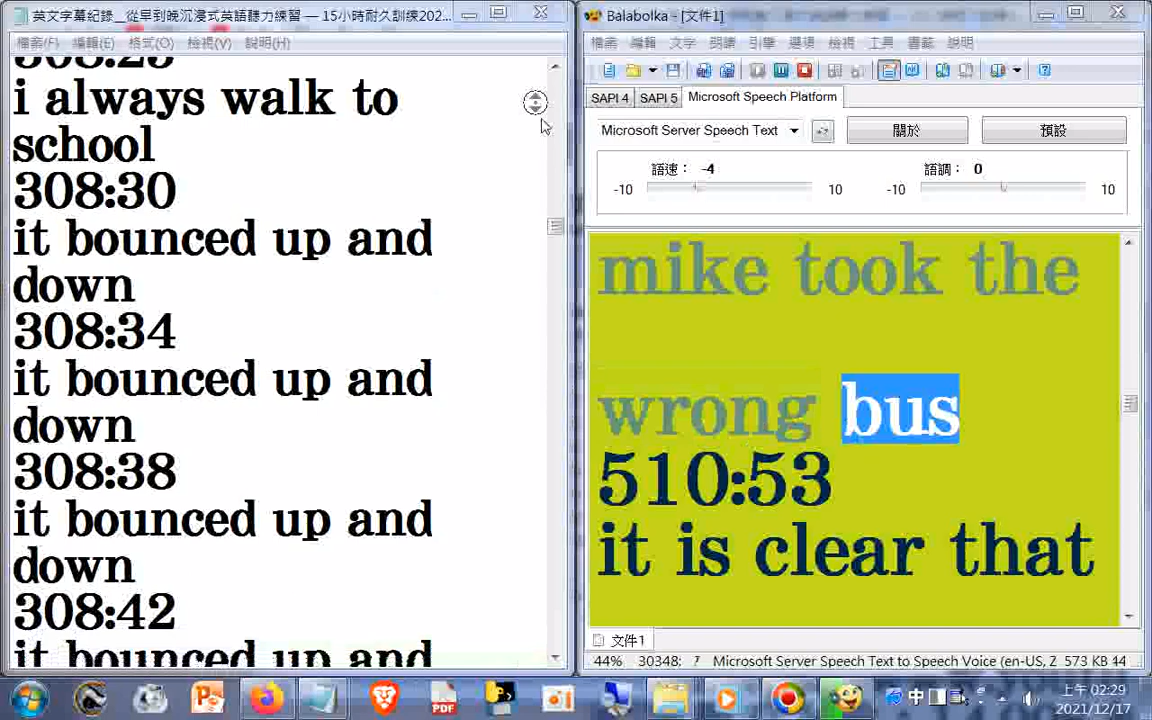 英文字幕紀錄__從早到晚沉浸式英語聽力練習 — 15小時耐久訓練202...
檔案(F) 編輯(E) 格式(O) 檢視(V) 說明(H)
308:25
i always walk to
school
308:30
it bounced up and
down
308:34
it bounced up and
down
308:38
it bounced up and
down
308:42
it bounced up and
Balabolka - [文件1]
檔案 編輯 文字 朗讀 引擎 選項 檢視 工具 書籤 說明
SAPI 4 SAPI 5 Microsoft Speech Platform
Microsoft Server Speech Text 關於 預設
語速： -4 語調： 0
-10 10 -10 10
mike took the
wrong bus
510:53
it is clear that
文件1
44% 30348: ? Microsoft Server Speech Text to Speech Voice (en-US, 2 573 KB 44
PDF
中
上午 02:29
2021/12/17